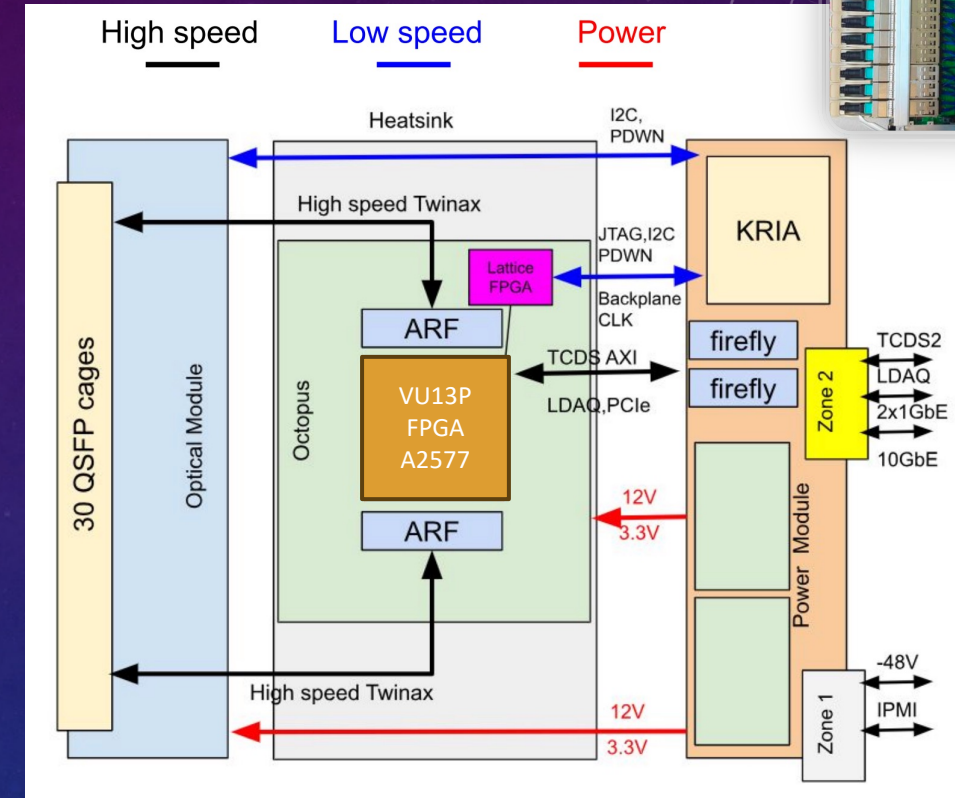 High speed
Low speed
Power
Heatsink
I2C,
PDWN
High speed Twinax
KRIA
JTAG,I2C
PDWN
Lattice
FPGA
Backplane
CLK
ARF
firefly
TCDS2
TCDS AXI
LDAQ
30 QSFP cages
Optical Module
Octopus
VU13P
FPGA
A2577
firefly
Zone 2
LDAQ,PCIe
2x1GbE
10GbE
12V
3.3V
ARF
Power Module
High speed Twinax
-48V
12V
3.3V
Zone 1
IPMI